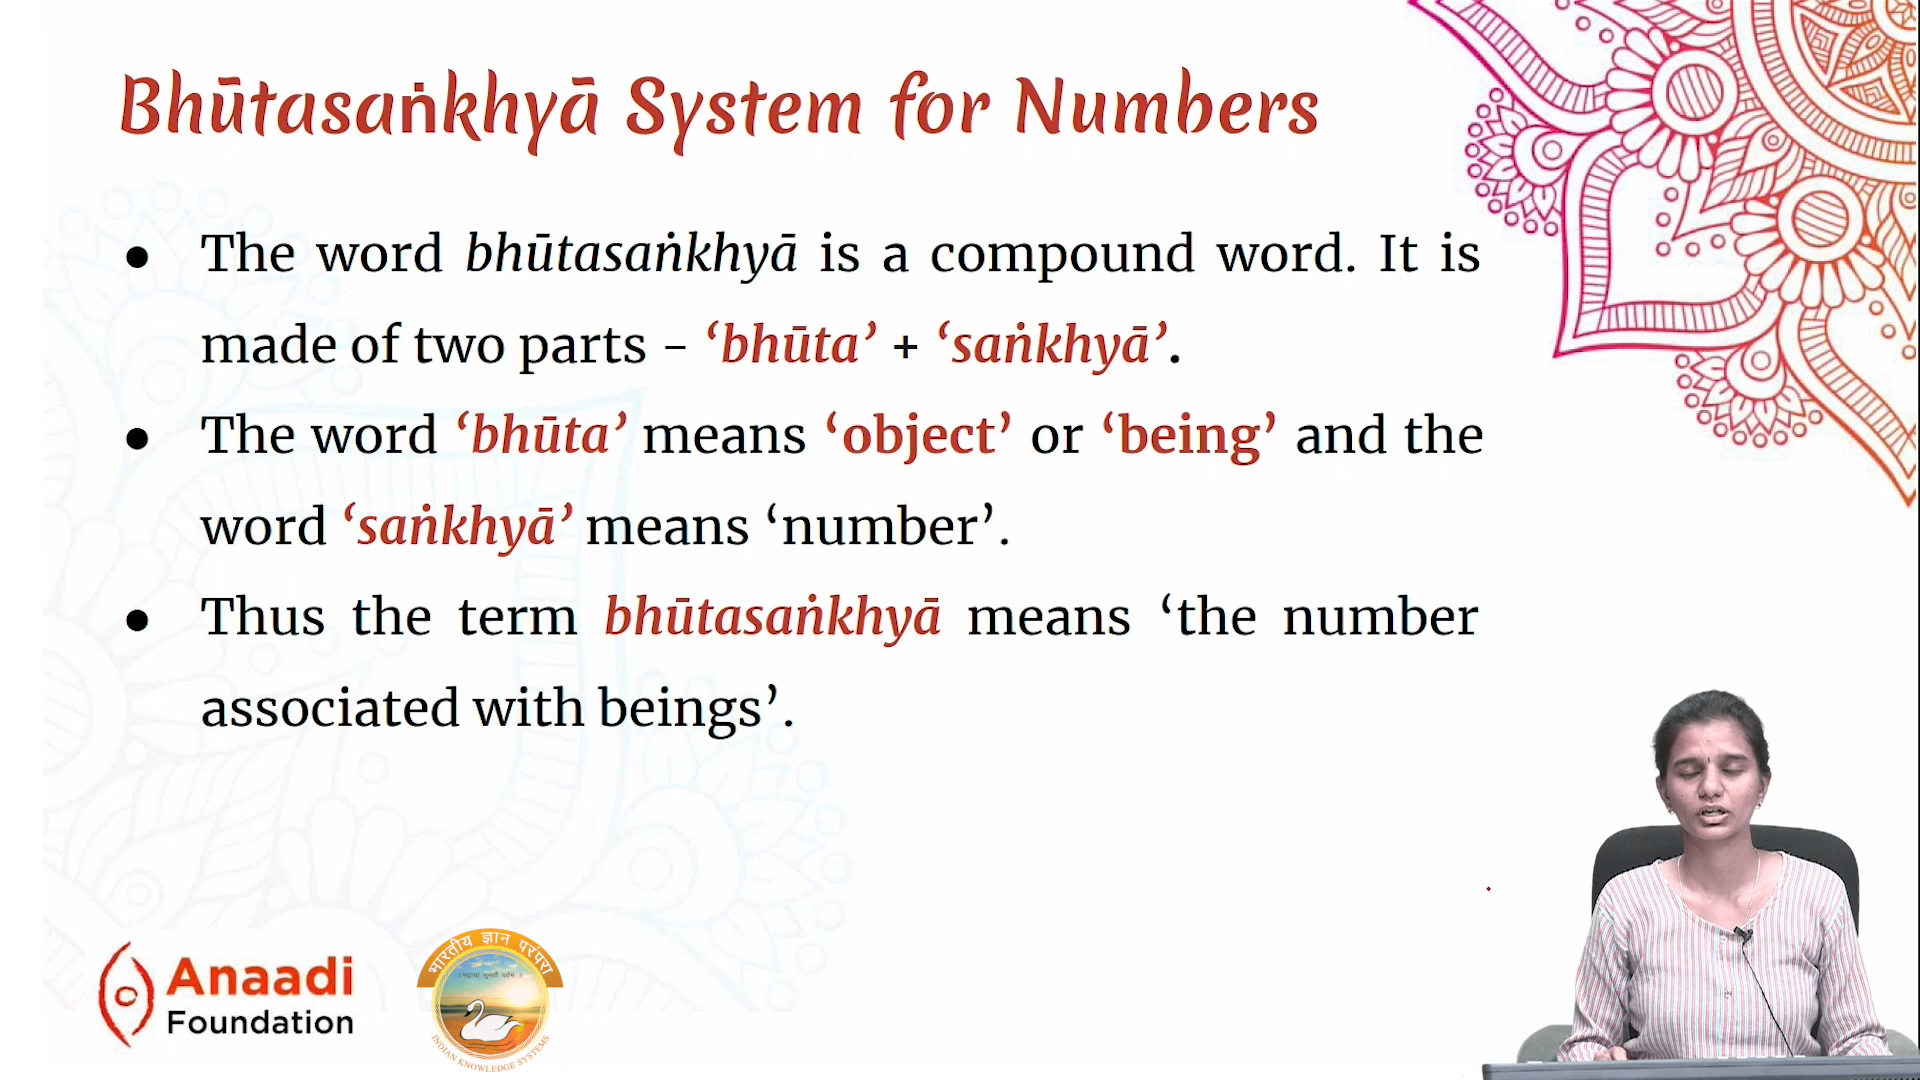 Bhūtasaṅkhyā System for Numbers
● The word bhūtasaṅkhyā is a compound word. It is
made of two parts - ‘bhūta’ + ‘saṅkhyā’.
● The word ‘bhūta’ means ‘object’ or ‘being’ and the
word ‘saṅkhyā’ means ‘number’.
● Thus the term bhūtasaṅkhyā means ‘the number
associated with beings’.
Anaadi
Foundation
भारतीय ज्ञान परंपरा
INDIAN KNOWLEDGE SYSTEMS